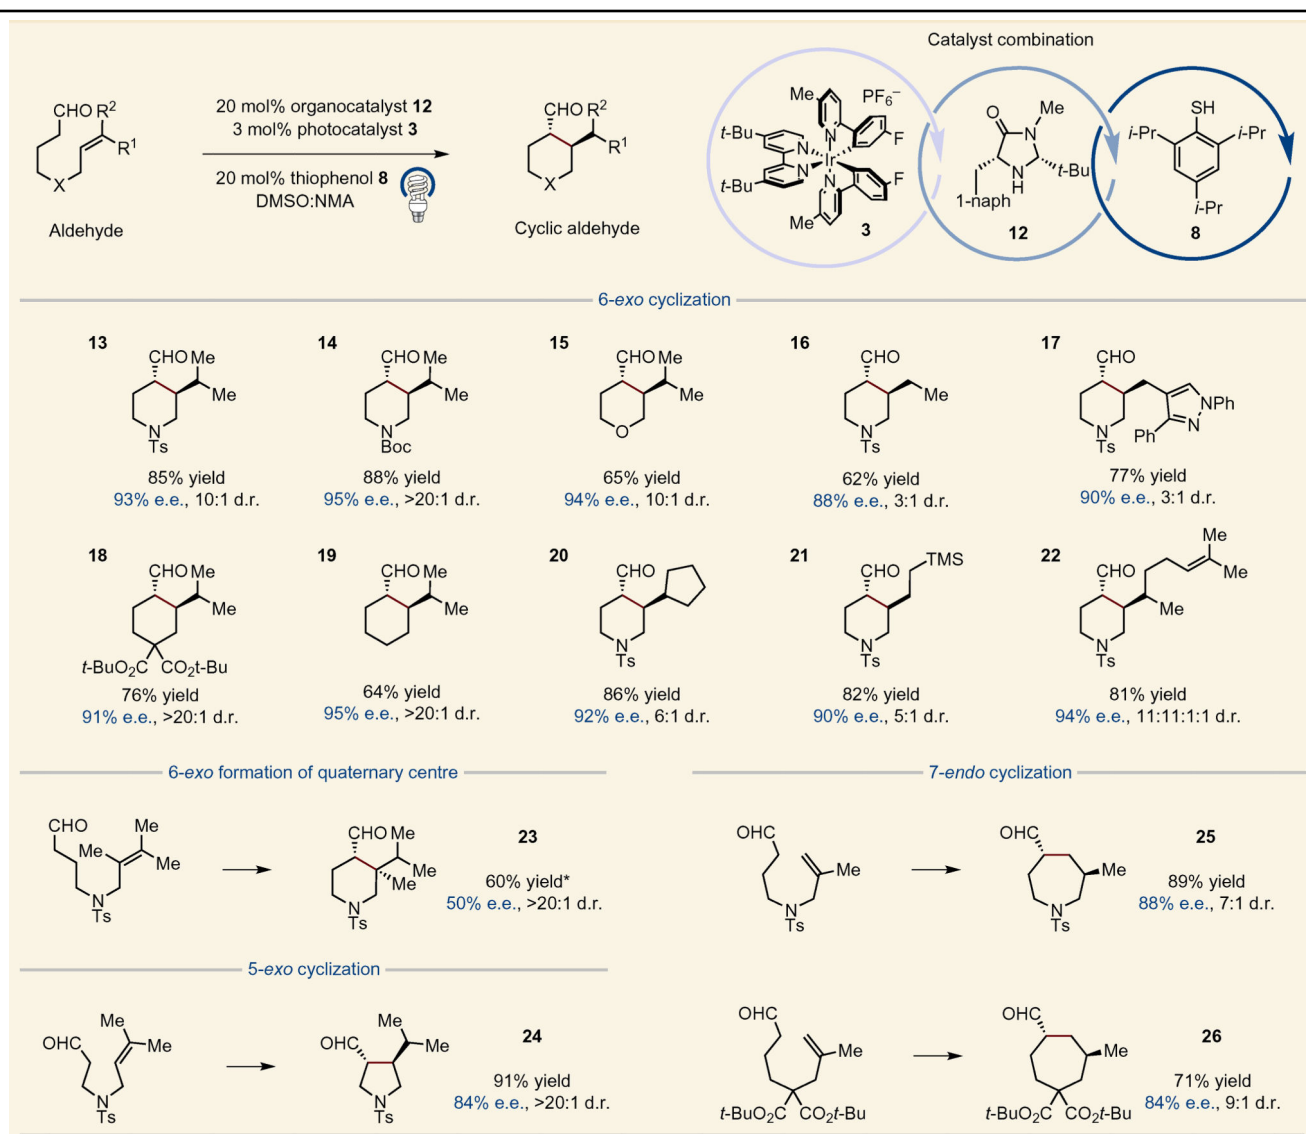 Catalyst combination
CHO R²
R¹
X
Aldehyde
20 mol% organocatalyst 12
3 mol% photocatalyst 3
20 mol% thiophenol 8
DMSO:NMA
CHO R²
R¹
X
Cyclic aldehyde
PF₆⁻
Me
t-Bu
N
N
F
N
Ir
N
t-Bu
F
Me
3
O
Me
N
N
H
t-Bu
1-naph
12
SH
i-Pr
i-Pr
i-Pr
8
6-exo cyclization
13
CHO Me
Me
N
Ts
85% yield
93% e.e., 10:1 d.r.
14
CHO Me
Me
N
Boc
88% yield
95% e.e., >20:1 d.r.
15
CHO Me
Me
O
65% yield
94% e.e., 10:1 d.r.
16
CHO
Me
N
Ts
62% yield
88% e.e., 3:1 d.r.
17
CHO
NPh
N
Ph
N
Ts
77% yield
90% e.e., 3:1 d.r.
18
CHO Me
Me
t-BuO₂C CO₂t-Bu
76% yield
91% e.e., >20:1 d.r.
19
CHO Me
Me
64% yield
95% e.e., >20:1 d.r.
20
CHO
N
Ts
86% yield
92% e.e., 6:1 d.r.
21
CHO
TMS
N
Ts
82% yield
90% e.e., 5:1 d.r.
22
Me
CHO
Me
Me
N
Ts
81% yield
94% e.e., 11:11:1:1 d.r.
6-exo formation of quaternary centre
CHO
Me
Me
Me
N
Ts
CHO Me
Me
Me
N
Ts
23
60% yield*
50% e.e., >20:1 d.r.
7-endo cyclization
OHC
Me
N
Ts
OHC
Me
N
Ts
25
89% yield
88% e.e., 7:1 d.r.
5-exo cyclization
Me
OHC
Me
N
Ts
Me
OHC
Me
N
Ts
24
91% yield
84% e.e., >20:1 d.r.
OHC
Me
t-BuO₂C CO₂t-Bu
OHC
Me
t-BuO₂C CO₂t-Bu
26
71% yield
84% e.e., 9:1 d.r.